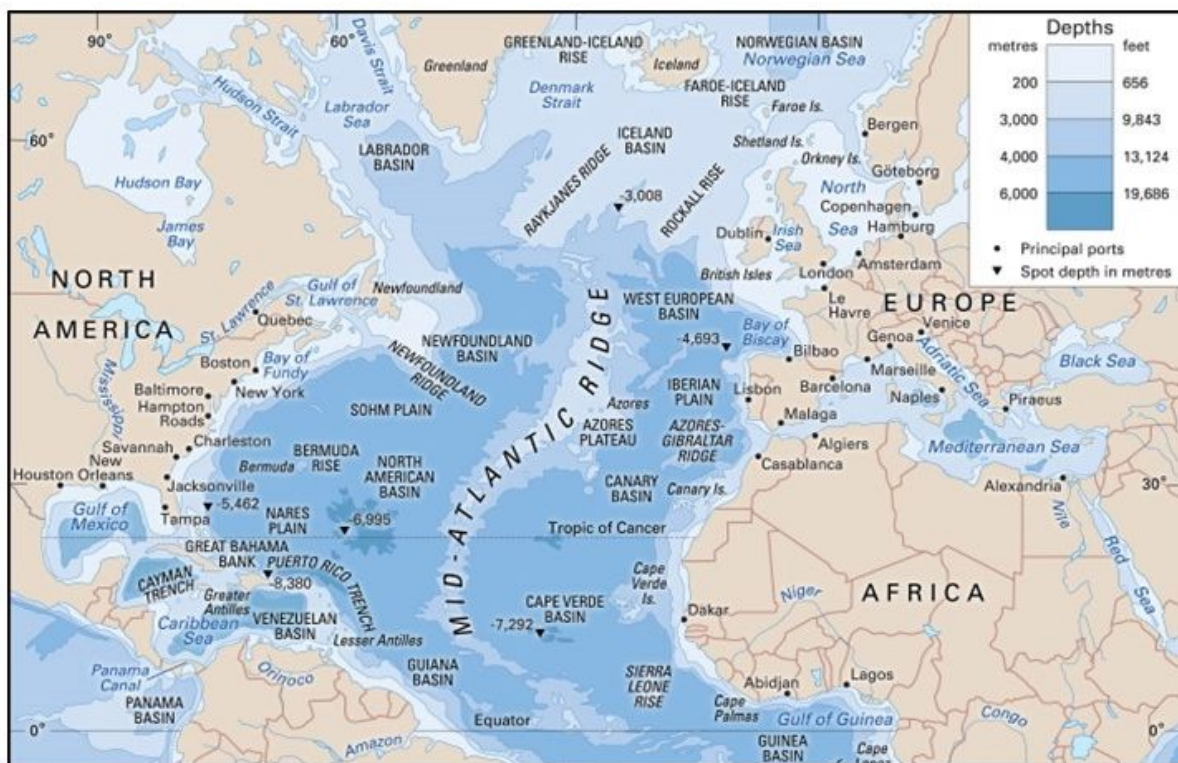 90°
60°
Davis Strait
Greenland
GREENLAND-ICELAND
RISE
Iceland
NORWEGIAN BASIN
Norwegian Sea
Denmark
Strait
FAROE-ICELAND
RISE
Faroe Is.
Hudson Strait
Labrador
Sea
60°
LABRADOR
BASIN
ICELAND
BASIN
Shetland Is.
Orkney Is.
Bergen
Göteborg
Hudson Bay
RAYKJANES RIDGE
-3,008
ROCKALL RISE
North
Sea
Copenhagen
Hamburg
James
Bay
Dublin
Irish
Sea
British Isles
London
Amsterdam
Depths
metres
feet
200
656
3,000
9,843
4,000
13,124
6,000
19,686
Principal ports
Spot depth in metres
NORTH
AMERICA
Gulf of
St. Lawrence
Newfoundland
St. Lawrence
Quebec
WEST EUROPEAN
BASIN
Le
Havre
EUROPE
Bay of
Biscay
Venice
Genoa
NEWFOUNDLAND
BASIN
-4,693
Bilbao
Marseille
Adriatic Sea
Black Sea
Boston
Bay of
Fundy
New York
NEWFOUNDLAND
RIDGE
MID-ATLANTIC RIDGE
Mississippi
Baltimore
Hampton
Roads
SOHM PLAIN
Azores
AZORES
PLATEAU
IBERIAN
PLAIN
Lisbon
Barcelona
Naples
Piraeus
Malaga
Savannah
Charleston
BERMUDA
RISE
Bermuda
NORTH
AMERICAN
BASIN
AZORES-
GIBRALTAR
RIDGE
Algiers
Mediterranean Sea
Casablanca
Houston
New
Orleans
Jacksonville
CANARY
BASIN
Canary Is.
Alexandria
30°
Gulf of
Mexico
Tampa
-5,462
NARES
PLAIN
-6,995
Tropic of Cancer
Nile
Red
Sea
GREAT BAHAMA
BANK
PUERTO RICO TRENCH
-8,380
CAYMAN
TRENCH
Greater
Antilles
Caribbean
Sea
VENEZUELAN
BASIN
Lesser Antilles
Cape
Verde
Is.
CAPE VERDE
BASIN
-7,292
Dakar
Niger
AFRICA
Panama
Canal
Orinoco
GUIANA
BASIN
SIERRA
LEONE
RISE
Abidjan
Lagos
PANAMA
BASIN
Cape
Palmas
Gulf of Guinea
0°
Equator
Amazon
GUINEA
BASIN
Congo
Cape